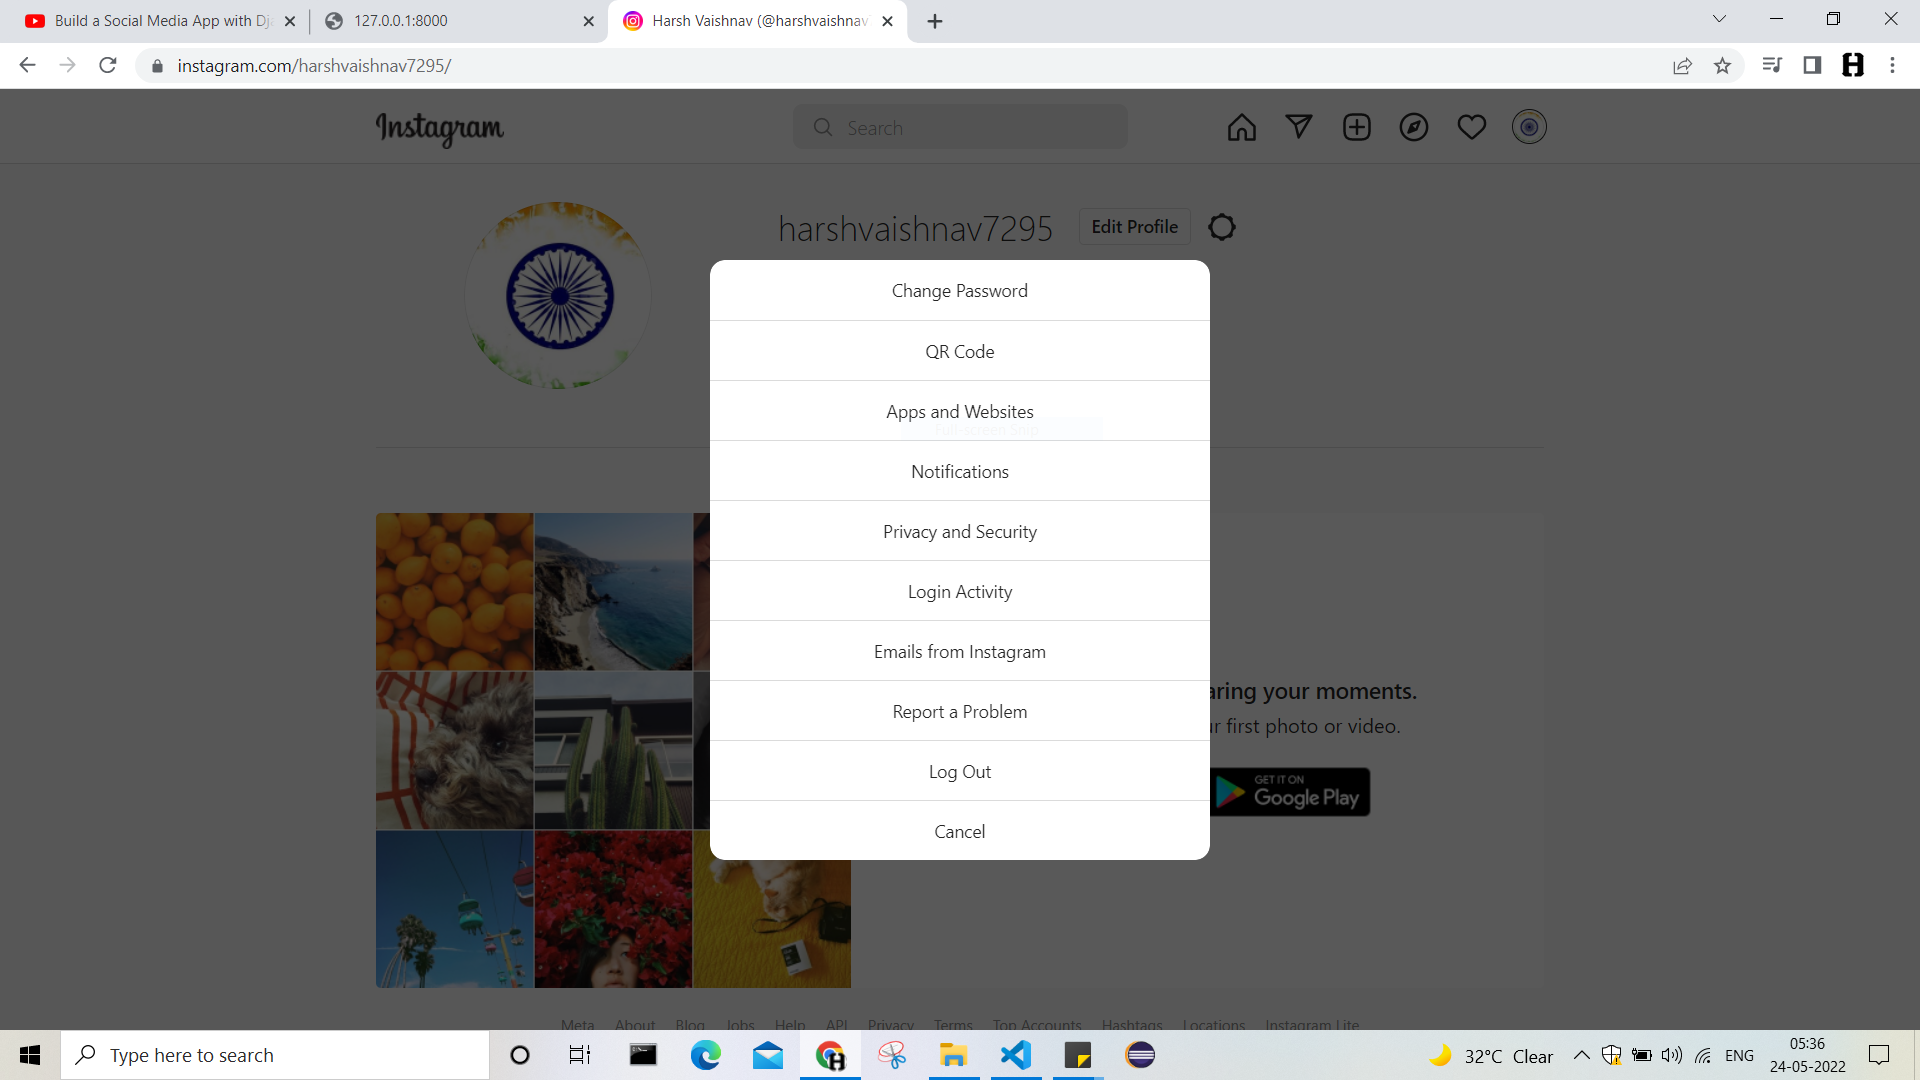 Build a Social Media App with Dj
127.0.0.1:8000
Harsh Vaishnav (@harshvaishnav
instagram.com/harshvaishnav7295/
Instagram
Search
harshvaishnav7295
Edit Profile
Change Password
QR Code
Apps and Websites
Full-screen Snip
Notifications
Privacy and Security
Login Activity
Emails from Instagram
Report a Problem
Log Out
Cancel
aring your moments.
ur first photo or video.
GET IT ON
Google Play
Meta About Blog Jobs Help API Privacy Terms Top Accounts Hashtags Locations Instagram Lite
Type here to search
32°C Clear
ENG
05:36
24-05-2022